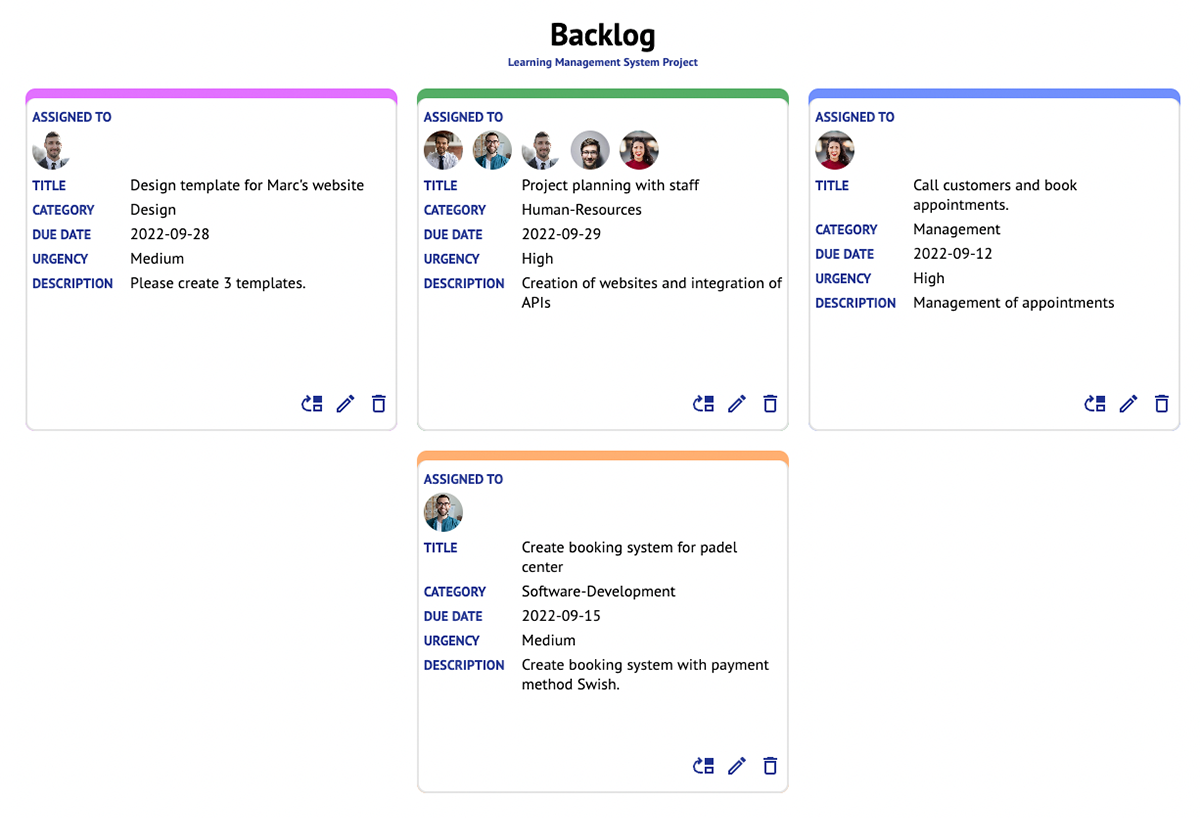 Backlog
Learning Management System Project
ASSIGNED TO
TITLE Design template for Marc's website
CATEGORY Design
DUE DATE 2022-09-28
URGENCY Medium
DESCRIPTION Please create 3 templates.
ASSIGNED TO
TITLE Project planning with staff
CATEGORY Human-Resources
DUE DATE 2022-09-29
URGENCY High
DESCRIPTION Creation of websites and integration of
APIs
ASSIGNED TO
TITLE Call customers and book
appointments.
CATEGORY Management
DUE DATE 2022-09-12
URGENCY High
DESCRIPTION Management of appointments
ASSIGNED TO
TITLE Create booking system for padel
center
CATEGORY Software-Development
DUE DATE 2022-09-15
URGENCY Medium
DESCRIPTION Create booking system with payment
method Swish.